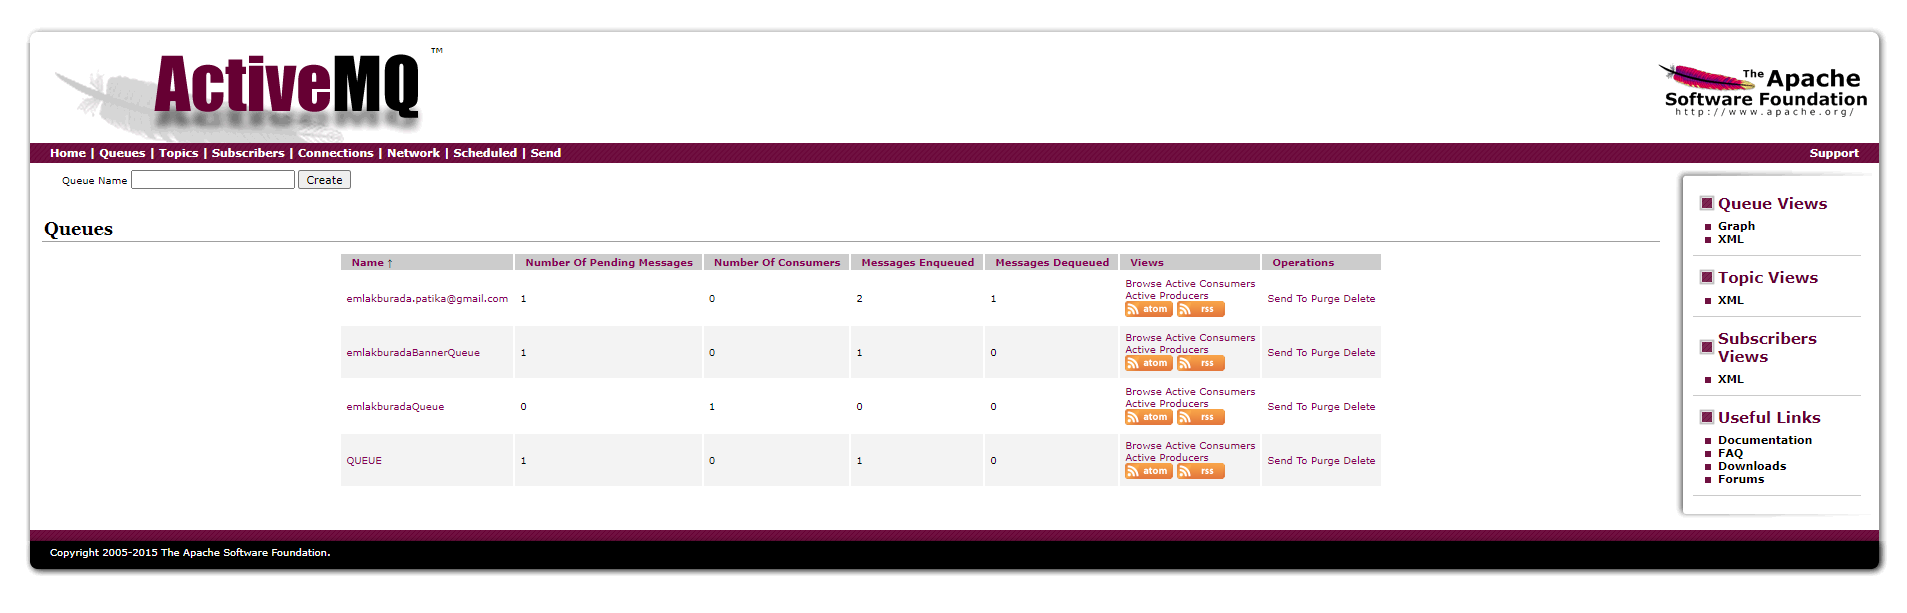 ActiveMQ ™
The Apache
Software Foundation
http://www.apache.org/
Home | Queues | Topics | Subscribers | Connections | Network | Scheduled | Send
Support
Queue Name Create
Queues
Name ↑ Number Of Pending Messages Number Of Consumers Messages Enqueued Messages Dequeued Views Operations
emlakburada.patika@gmail.com 1 0 2 1 Browse Active Consumers
Active Producers
atom rss
Send To Purge Delete
emlakburadaBannerQueue 1 0 1 0 Browse Active Consumers
Active Producers
atom rss
Send To Purge Delete
emlakburadaQueue 0 1 0 0 Browse Active Consumers
Active Producers
atom rss
Send To Purge Delete
QUEUE 1 0 1 0 Browse Active Consumers
Active Producers
atom rss
Send To Purge Delete
Queue Views
Graph
XML
Topic Views
XML
Subscribers
Views
XML
Useful Links
Documentation
FAQ
Downloads
Forums
Copyright 2005-2015 The Apache Software Foundation.